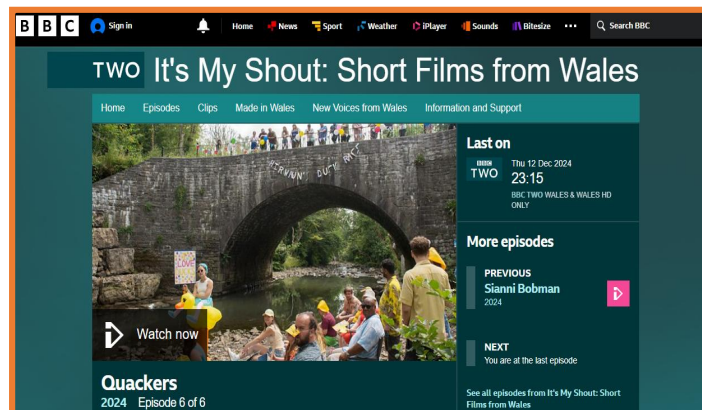 BBC
Sign in
Home
News
Sport
Weather
iPlayer
Sounds
Bitesize
Search BBC
TWO It's My Shout: Short Films from Wales
Home
Episodes
Clips
Made in Wales
New Voices from Wales
Information and Support
DUCK RACE
LOVE
Watch now
Quackers
2024 Episode 6 of 6
Last on
BBC
TWO
Thu 12 Dec 2024
23:15
BBC TWO WALES & WALES HD
ONLY
More episodes
PREVIOUS
Sianni Bobman
2024
NEXT
You are at the last episode
See all episodes from It's My Shout: Short
Films from Wales